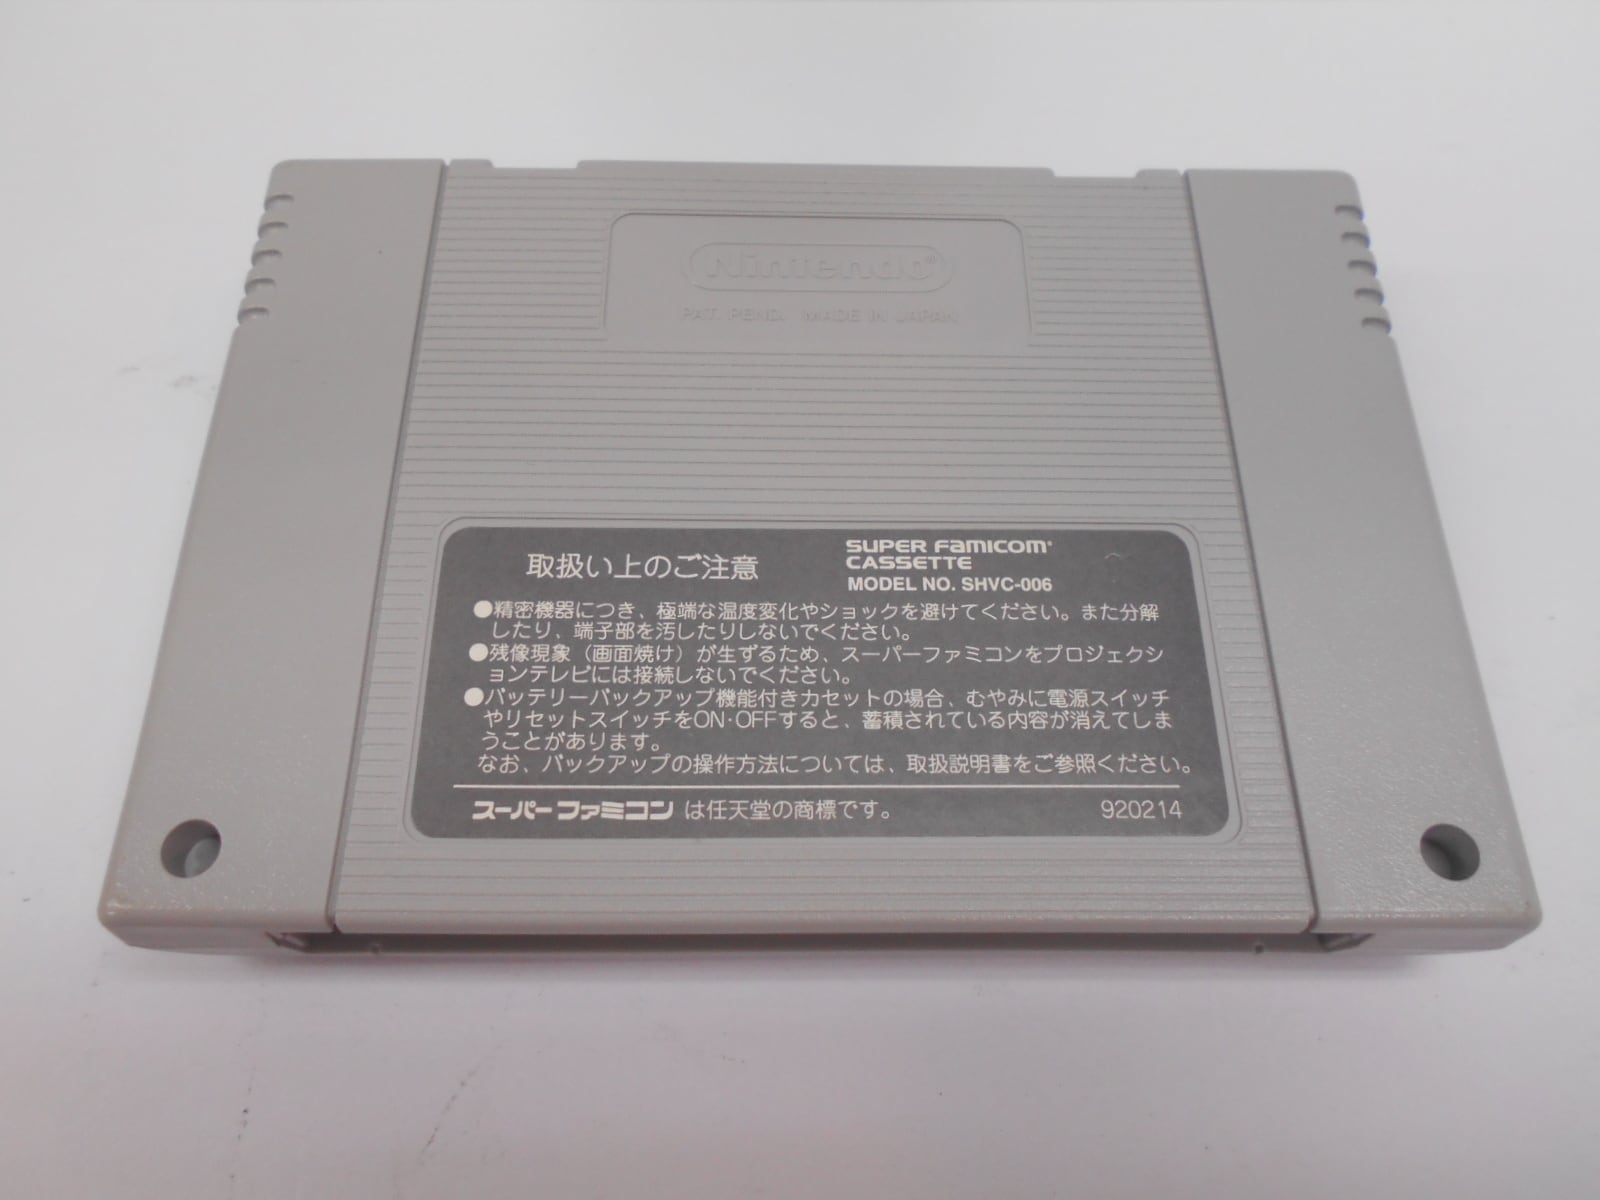 Nintendo®
PAT. PEND. MADE IN JAPAN
取扱い上のご注意
SUPER FAMICOM
CASSETTE
MODEL NO. SHVC-006
●精密機器につき、極端な温度変化やショックを避けてください。また分解
したり、端子部を汚したりしないでください。
●残像現象（画面焼け）が生ずるため、スーパーファミコンをプロジェクシ
ョンテレビには接続しないでください。
●バッテリーバックアップ機能付きカセットの場合、むやみに電源スイッチ
やリセットスイッチをON・OFFすると、蓄積されている内容が消えてしま
うことがあります。
なお、バックアップの操作方法については、取扱説明書をご参照ください。
スーパーファミコン は任天堂の商標です。
920214